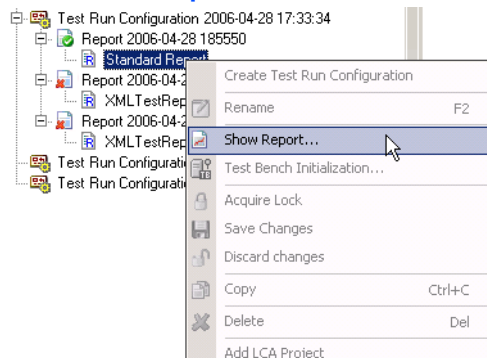 Test Run Configuration 2006-04-28 17:33:34
Report 2006-04-28 185550
Standard Report
Report 2006-04-2
XMLTestRep
Report 2006-04-2
XMLTestRep
Test Run Configurati
Test Run Configurati
Create Test Run Configuration
Rename F2
Show Report...
Test Bench Initialization...
Acquire Lock
Save Changes
Discard changes
Copy Ctrl+C
Delete Del
Add LCA Project